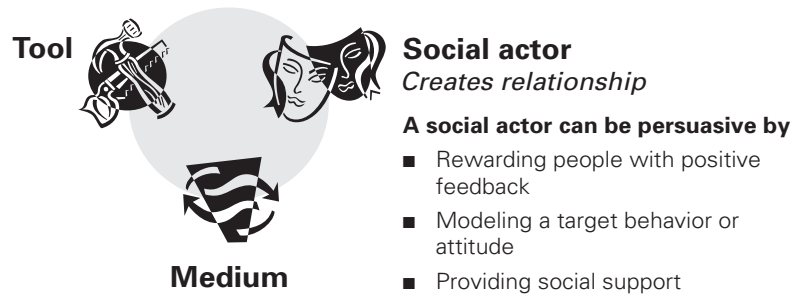 Tool
Social actor
Creates relationship
A social actor can be persuasive by
■ Rewarding people with positive
feedback
■ Modeling a target behavior or
attitude
■ Providing social support
Medium